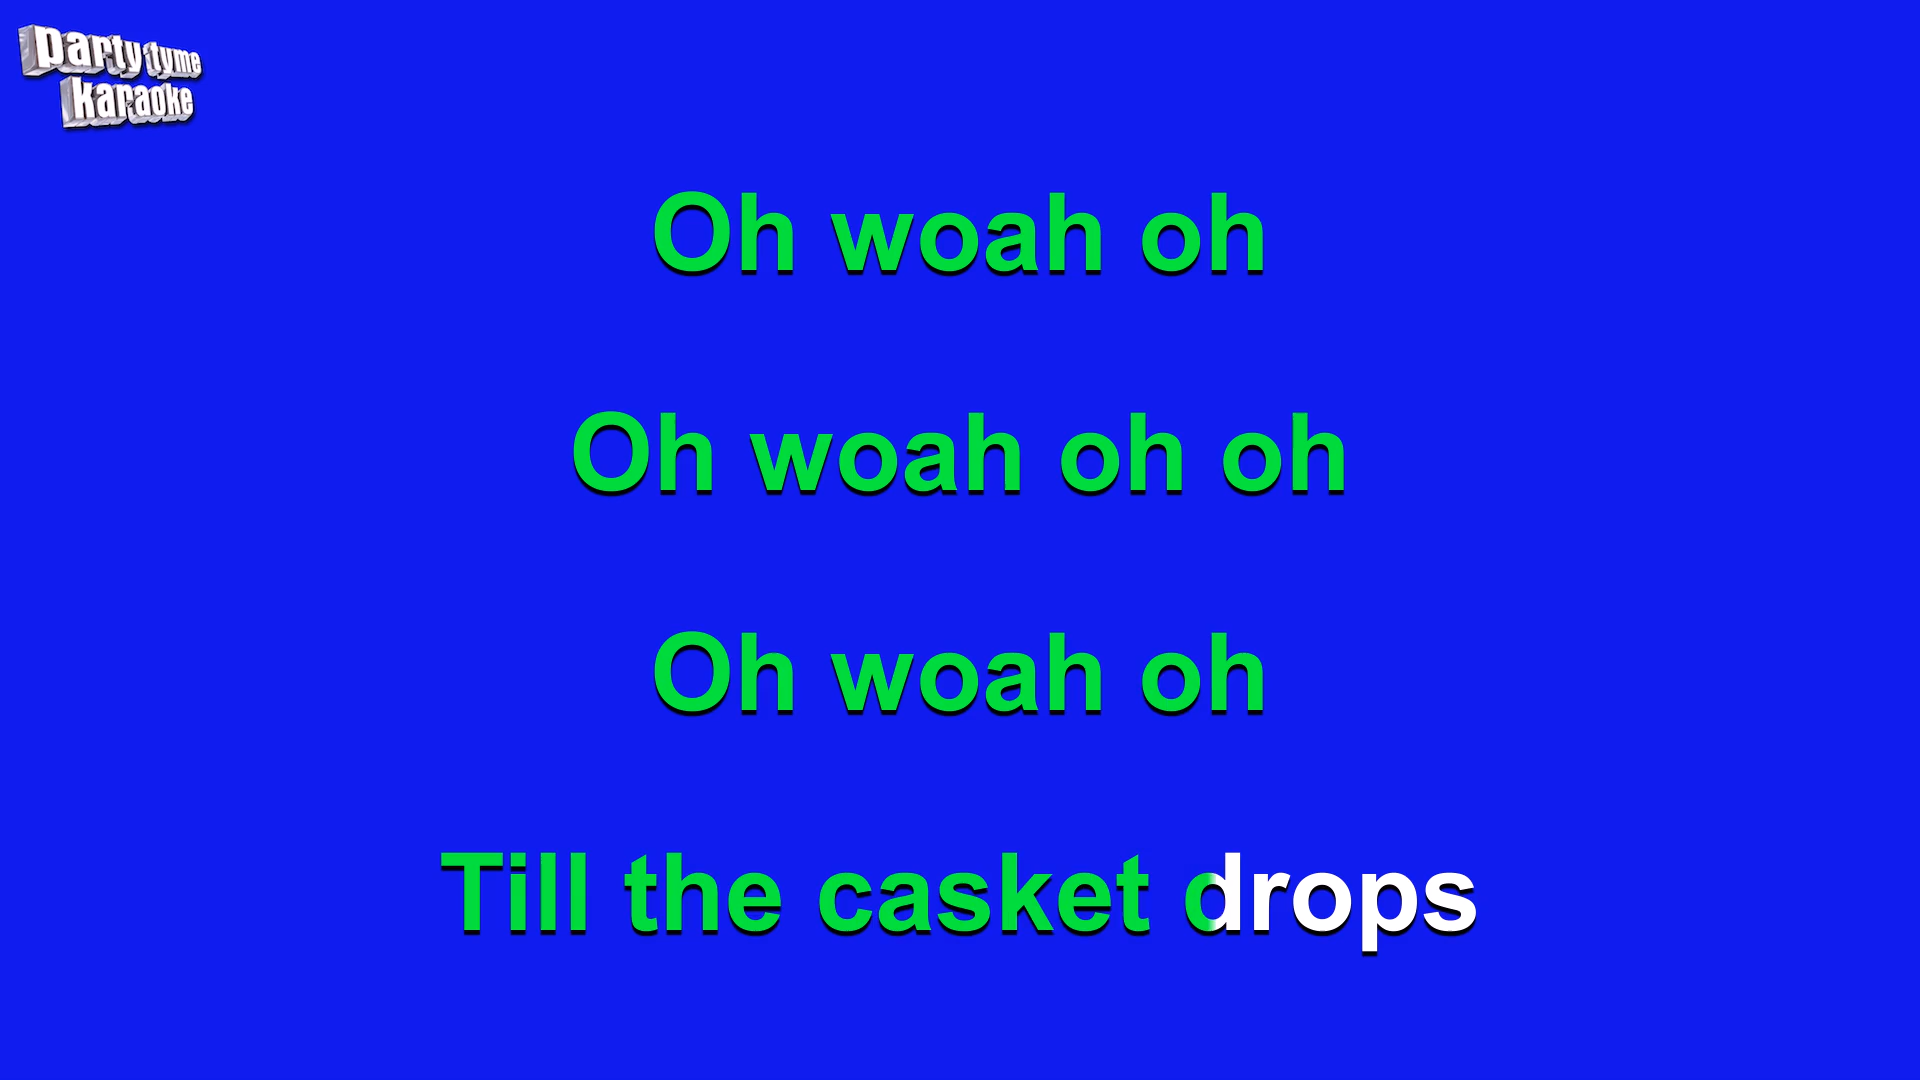 party tyme
karaoke
Oh woah oh
Oh woah oh oh
Oh woah oh
Till the casket drops